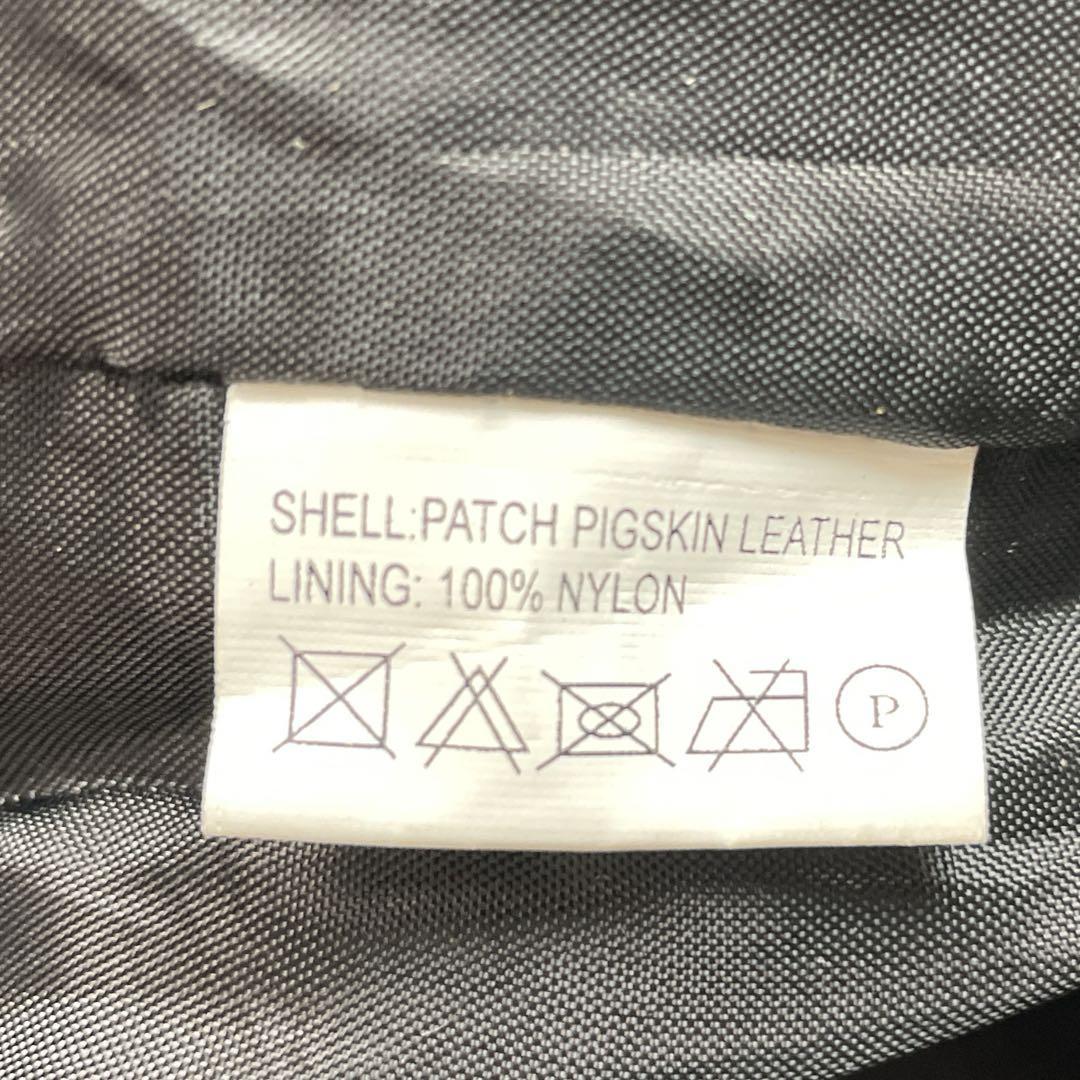 SHELL:PATCH PIGSKIN LEATHER
LINING: 100% NYLON
P